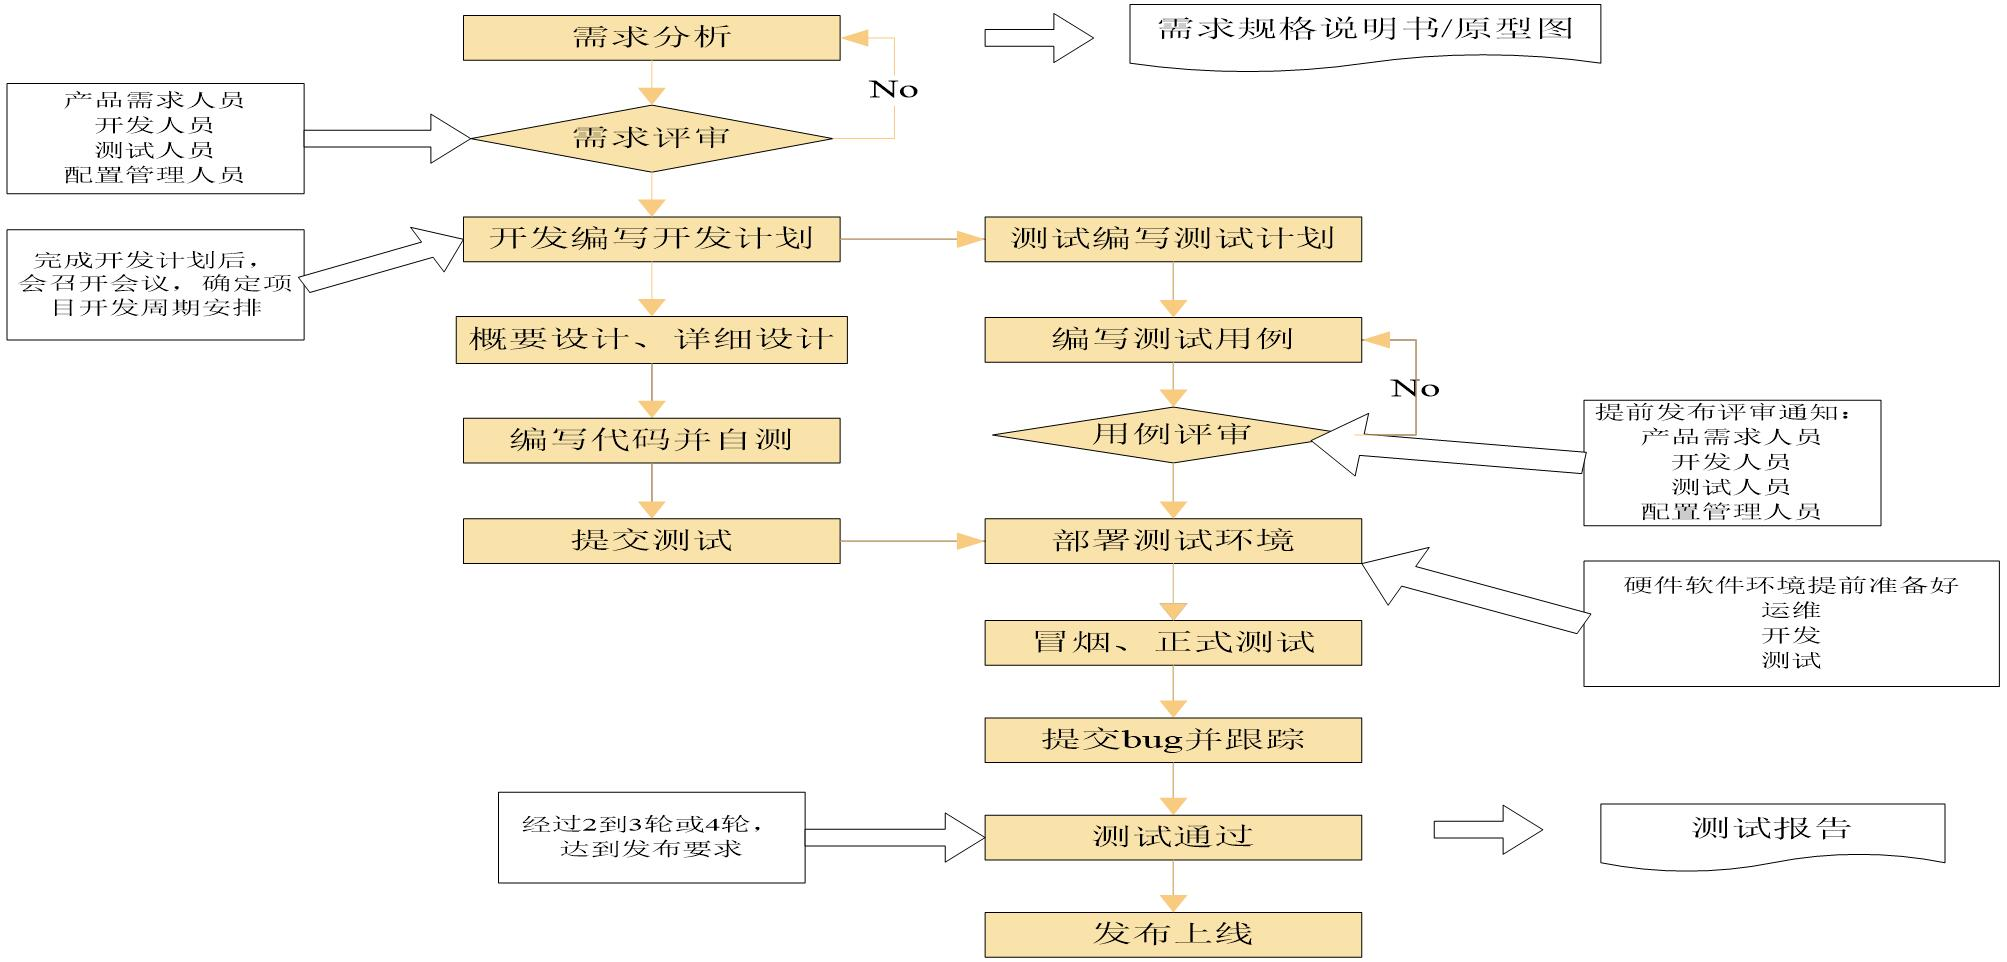 需求分析
需求规格说明书/原型图
No
产品需求人员
开发人员
测试人员
配置管理人员
需求评审
开发编写开发计划
测试编写测试计划
完成开发计划后，
会召开会议，确定项
目开发周期安排
概要设计、详细设计
编写测试用例
No
提前发布评审通知：
产品需求人员
开发人员
测试人员
配置管理人员
编写代码并自测
用例评审
提交测试
部署测试环境
硬件软件环境提前准备好
运维
开发
测试
冒烟、正式测试
提交bug并跟踪
经过2到3轮或4轮，
达到发布要求
测试通过
测试报告
发布上线